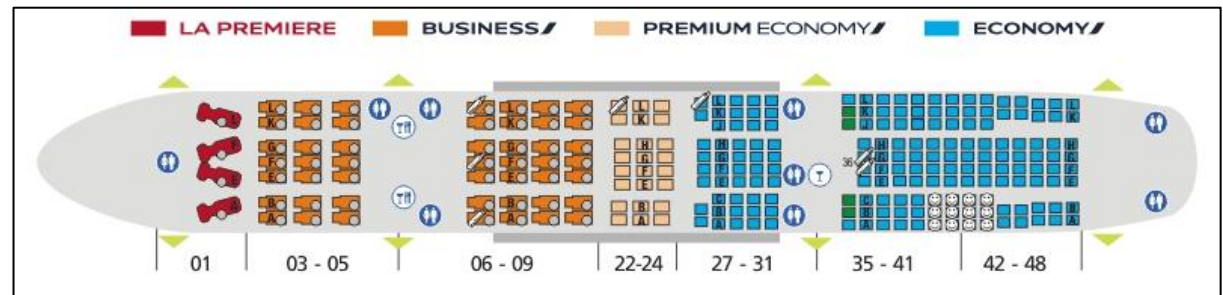 LA PREMIERE BUSINESS PREMIUM ECONOMY ECONOMY
L L L L L L
L K K K K K K
J J
H H H H
F G G G G G G
36
F F F F F F
E E E E E E E
C C
A B B B B B B
A A A A A A
01 03 - 05 06 - 09 22-24 27 - 31 35 - 41 42 - 48